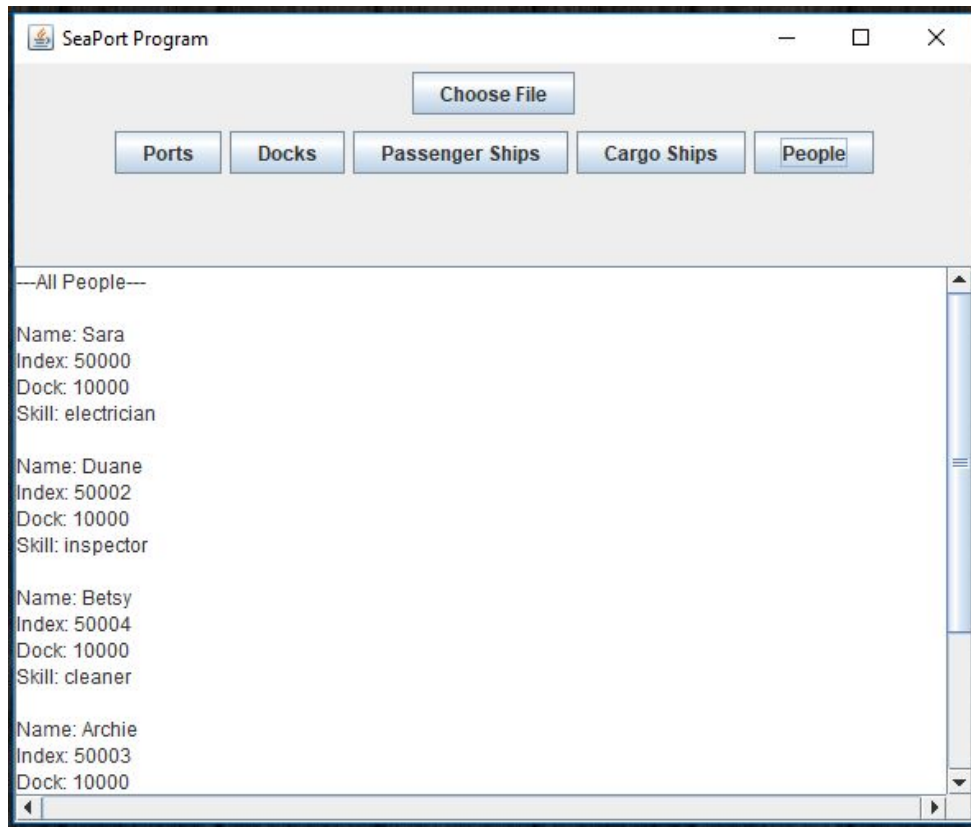 SeaPort Program
Choose File
Ports Docks Passenger Ships Cargo Ships People
---All People---
Name: Sara
Index: 50000
Dock: 10000
Skill: electrician
Name: Duane
Index: 50002
Dock: 10000
Skill: inspector
Name: Betsy
Index: 50004
Dock: 10000
Skill: cleaner
Name: Archie
Index: 50003
Dock: 10000